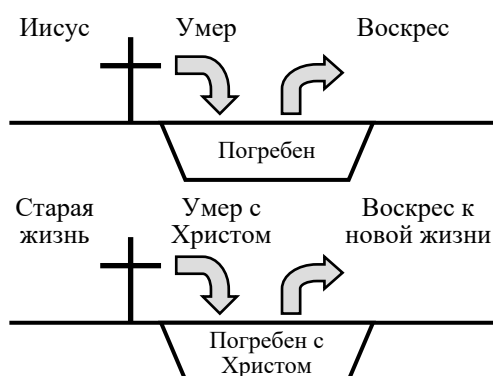 Иисус Умер Воскрес
Погребен
Старая Умер с Воскрес к
жизнь Христом новой жизни
Погребен с
Христом